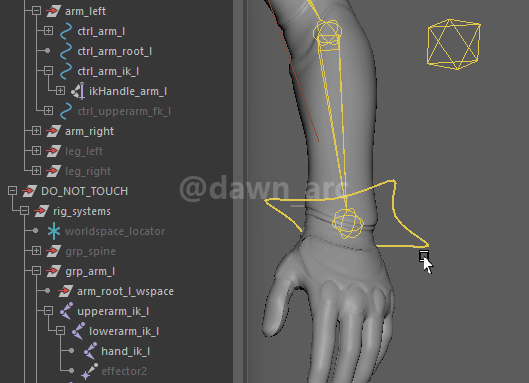 arm_left
ctrl_arm_l
ctrl_arm_root_l
ctrl_arm_ik_l
ikHandle_arm_l
ctrl_upperarm_fk_l
arm_right
leg_left
leg_right
DO_NOT_TOUCH
@dawn_arc
rig_systems
worldspace_locator
grp_spine
grp_arm_l
arm_root_l_wspace
upperarm_ik_l
lowerarm_ik_l
hand_ik_l
effector2